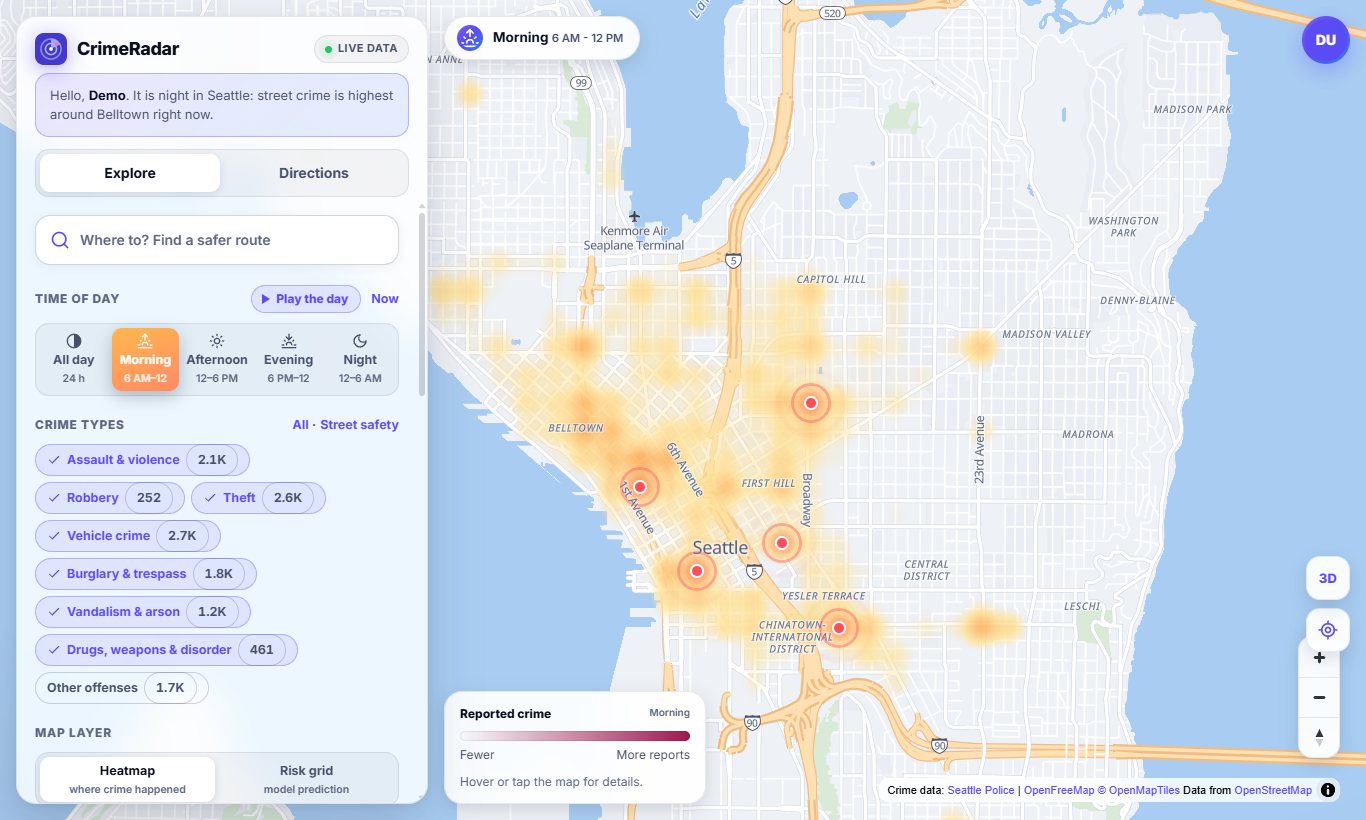 CrimeRadar
LIVE DATA
Hello, Demo. It is night in Seattle: street crime is highest
around Belltown right now.
Explore
Directions
Where to? Find a safer route
TIME OF DAY
Play the day
Now
All day
24 h
Morning
6 AM–12
Afternoon
12–6 PM
Evening
6 PM–12
Night
12–6 AM
CRIME TYPES
All · Street safety
Assault & violence 2.1K
Robbery 252
Theft 2.6K
Vehicle crime 2.7K
Burglary & trespass 1.8K
Vandalism & arson 1.2K
Drugs, weapons & disorder 461
Other offenses 1.7K
MAP LAYER
Heatmap
where crime happened
Risk grid
model prediction
Morning 6 AM - 12 PM
DU
N ANNE
99
520
MADISON PARK
Kenmore Air
Seaplane Terminal
WASHINGTON
PARK
5
CAPITOL HILL
DENNY-BLAINE
MADISON VALLEY
BELLTOWN
6th Avenue
1st Avenue
FIRST HILL
Broadway
23rd Avenue
MADRONA
Seattle
5
CENTRAL
DISTRICT
YESLER TERRACE
LESCHI
CHINATOWN-
INTERNATIONAL
DISTRICT
90
90
3D
Reported crime
Morning
Fewer
More reports
Hover or tap the map for details.
Crime data: Seattle Police | OpenFreeMap © OpenMapTiles Data from OpenStreetMap